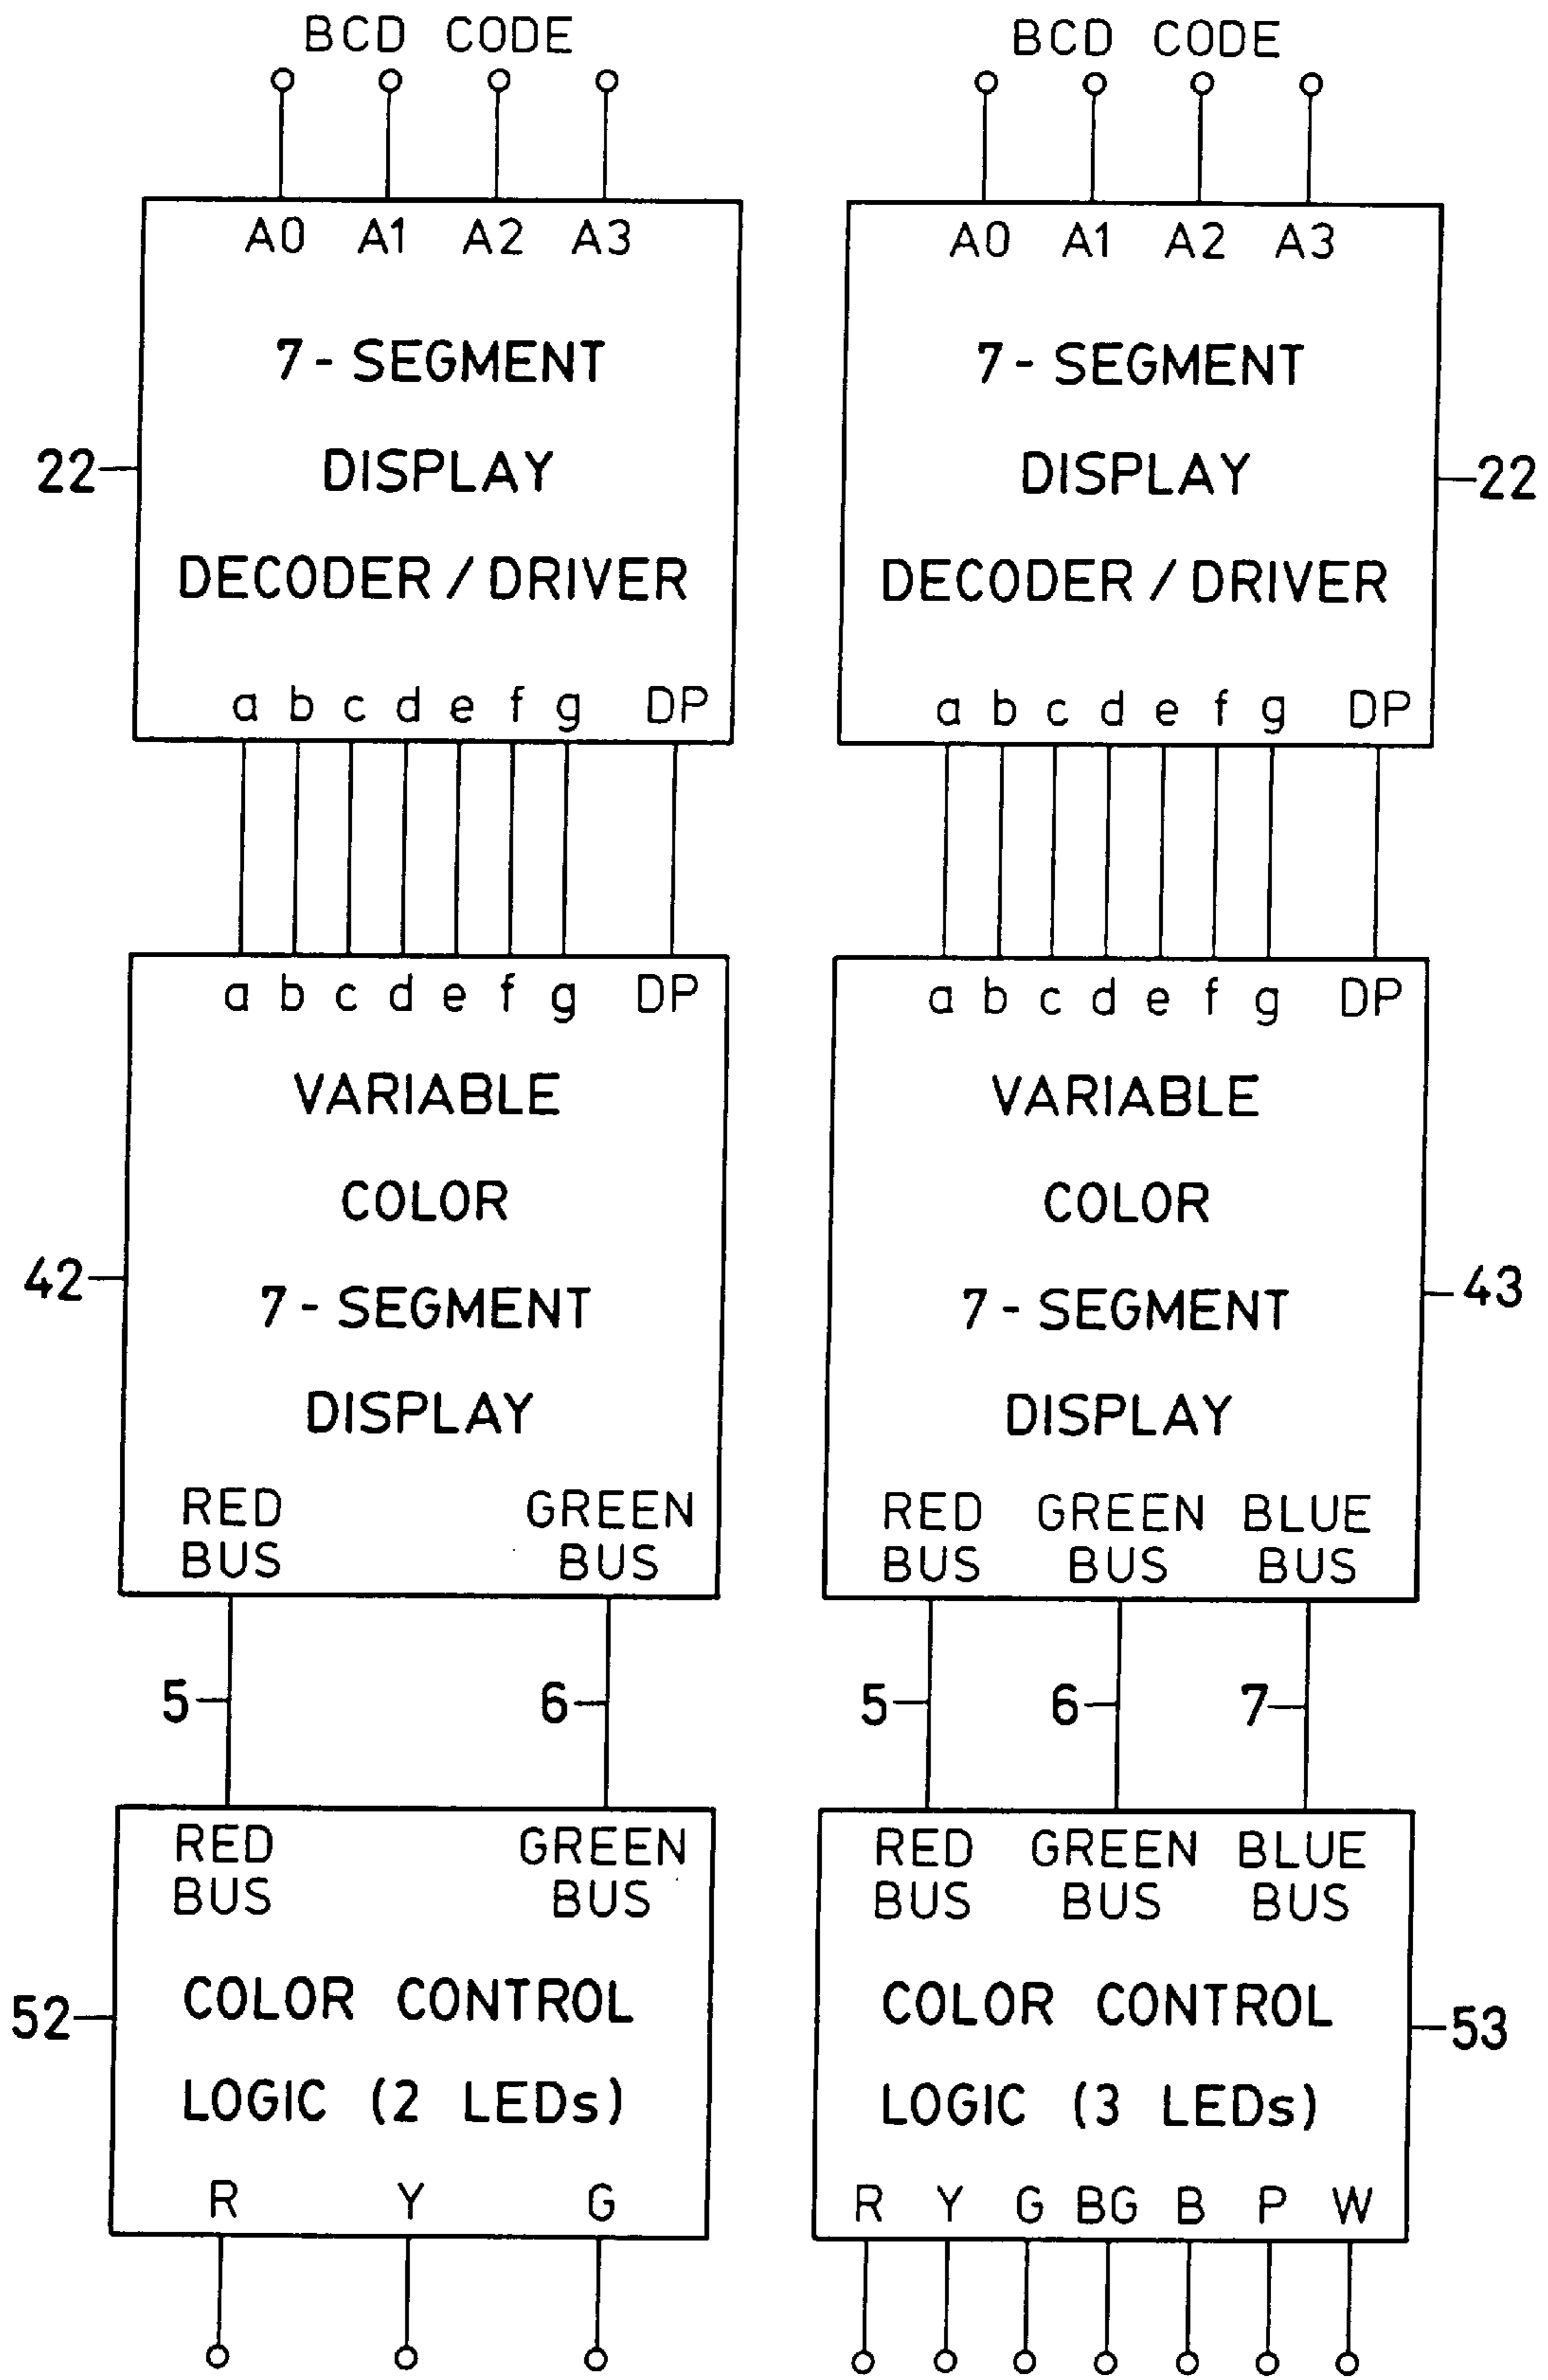 BCD CODE
A0 A1 A2 A3
7 - SEGMENT
22
DISPLAY
DECODER / DRIVER
a b c d e f g DP
a b c d e f g DP
VARIABLE
COLOR
42
7 - SEGMENT
DISPLAY
RED GREEN
BUS BUS
5 6
RED GREEN
BUS BUS
52
COLOR CONTROL
LOGIC (2 LEDs)
R Y G
BCD CODE
A0 A1 A2 A3
7 - SEGMENT
DISPLAY
22
DECODER / DRIVER
a b c d e f g DP
a b c d e f g DP
VARIABLE
COLOR
43
7 - SEGMENT
DISPLAY
RED GREEN BLUE
BUS BUS BUS
5 6 7
RED GREEN BLUE
BUS BUS BUS
COLOR CONTROL
53
LOGIC (3 LEDs)
R Y G BG B P W